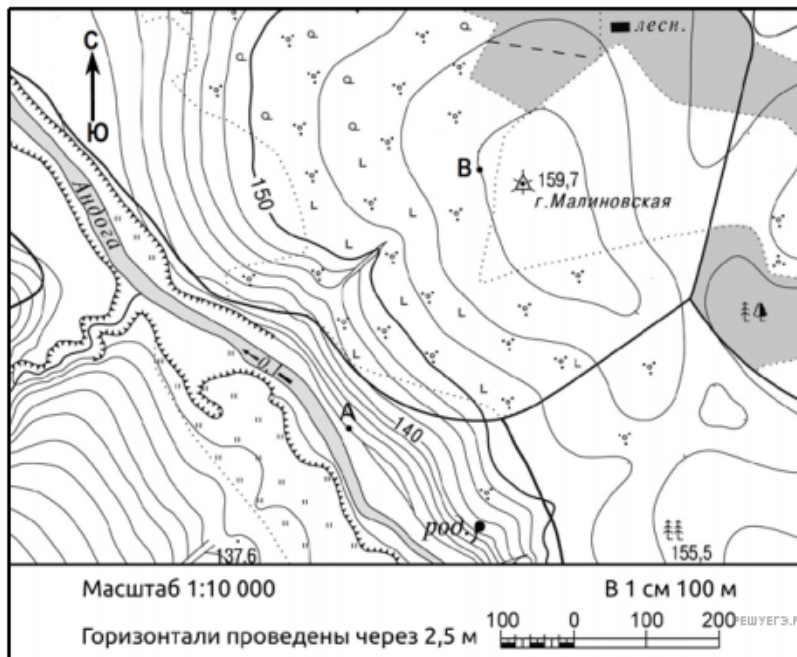 С
лесн.
В
159,7
г.Малиновская
Ю
150
Андога
0,1
А
140
род.
137,6
155,5
Масштаб 1:10 000
В 1 см 100 м
Горизонтали проведены через 2,5 м
100 0 100 200
РЕШУЕГЭ.Р